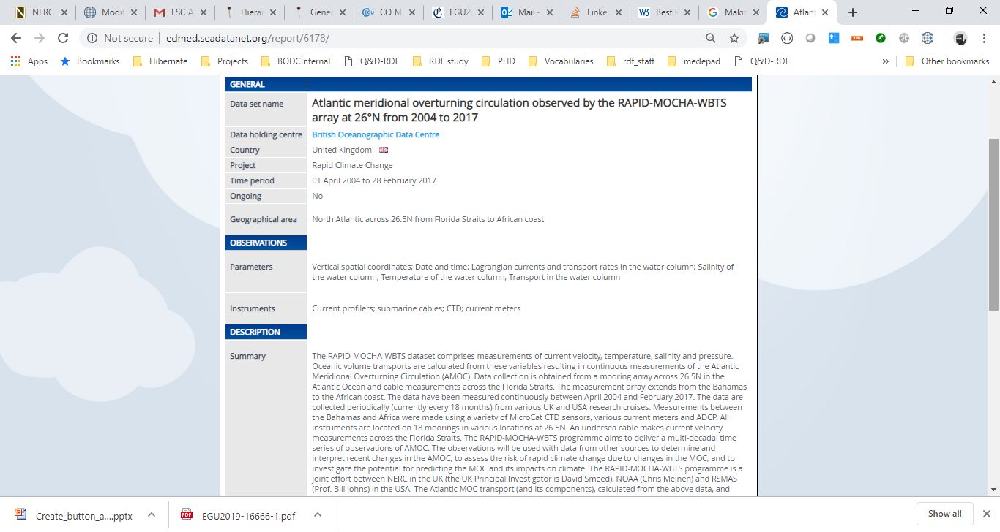 NERC
Modif
LSC A
Hierar
Gener
CO M
EGU2
Mail -
Linke
W3 Best F
Makin
Atlant
Not secure | edmed.seadatanet.org/report/6178/
Apps Bookmarks Hibernate Projects BODCInternal Q&D-RDF RDF study PHD Vocabularies rdf_staff medepad Q&D-RDF » Other bookmarks
GENERAL
Data set name Atlantic meridional overturning circulation observed by the RAPID-MOCHA-WBTS
array at 26°N from 2004 to 2017
Data holding centre British Oceanographic Data Centre
Country United Kingdom
Project Rapid Climate Change
Time period 01 April 2004 to 28 February 2017
Ongoing No
Geographical area North Atlantic across 26.5N from Florida Straits to African coast
OBSERVATIONS
Parameters Vertical spatial coordinates; Date and time; Lagrangian currents and transport rates in the water column; Salinity of
the water column; Temperature of the water column; Transport in the water column
Instruments Current profilers; submarine cables; CTD; current meters
DESCRIPTION
Summary The RAPID-MOCHA-WBTS dataset comprises measurements of current velocity, temperature, salinity and pressure.
Oceanic volume transports are calculated from these variables resulting in continuous measurements of the Atlantic
Meridional Overturning Circulation (AMOC). Data collection is obtained from a mooring array across 26.5N in the
Atlantic Ocean and cable measurements across the Florida Straits. The measurement array extends from the Bahamas
to the African coast. The data have been measured continuously between April 2004 and February 2017. The data are
collected periodically (currently every 18 months) from various UK and USA research cruises. Measurements between
the Bahamas and Africa were made using a variety of MicroCat CTD sensors, various current meters and ADCP. All
instruments are located on 18 moorings in various locations at 26.5N. An undersea cable makes current velocity
measurements across the Florida Straits. The RAPID-MOCHA-WBTS programme aims to deliver a multi-decadal time
series of observations of AMOC. The observations will be used with data from other sources to determine and
interpret recent changes in the AMOC, to assess the risk of rapid climate change due to changes in the MOC, and to
investigate the potential for predicting the MOC and its impacts on climate. The RAPID-MOCHA-WBTS programme is a
joint effort between NERC in the UK (the UK Principal Investigator is David Smeed), NOAA (Chris Meinen) and RSMAS
(Prof. Bill Johns) in the USA. The Atlantic MOC transport (and its components), calculated from the above data, and
Create_button_a....pptx
PDF EGU2019-16666-1.pdf
Show all